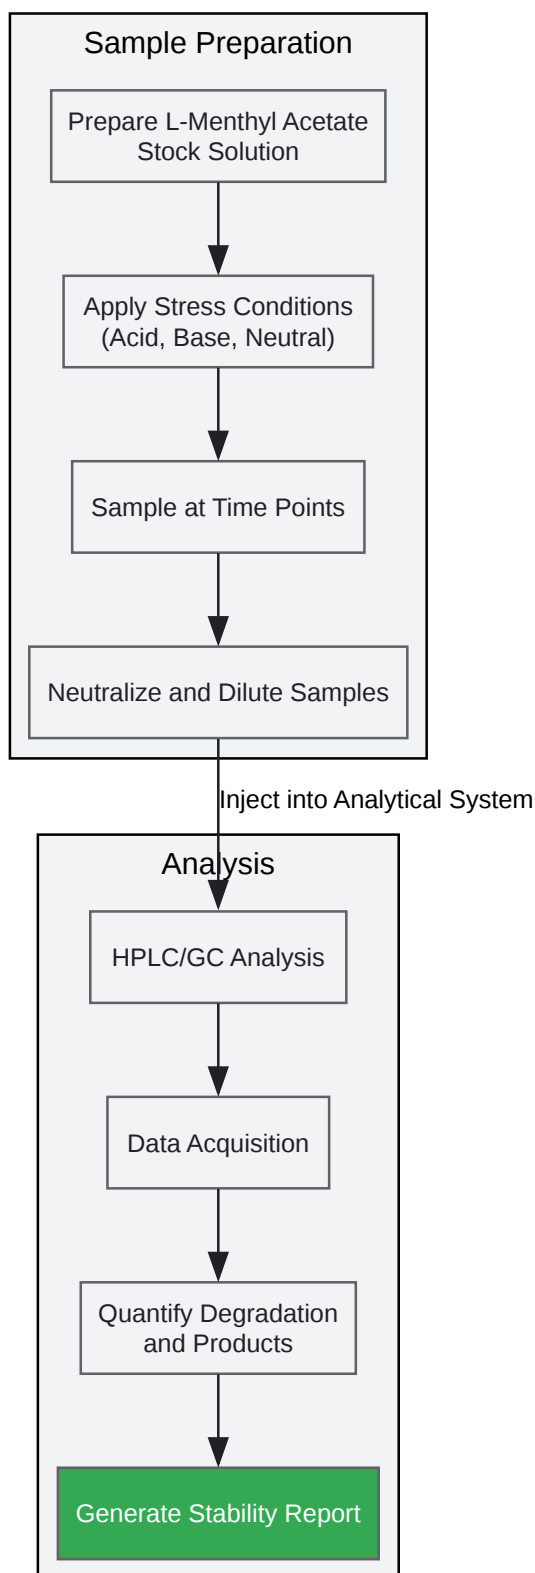 Sample Preparation
Prepare L-Menthyl Acetate
Stock Solution
Apply Stress Conditions
(Acid, Base, Neutral)
Sample at Time Points
Neutralize and Dilute Samples
Inject into Analytical System
Analysis
HPLC/GC Analysis
Data Acquisition
Quantify Degradation
and Products
Generate Stability Report